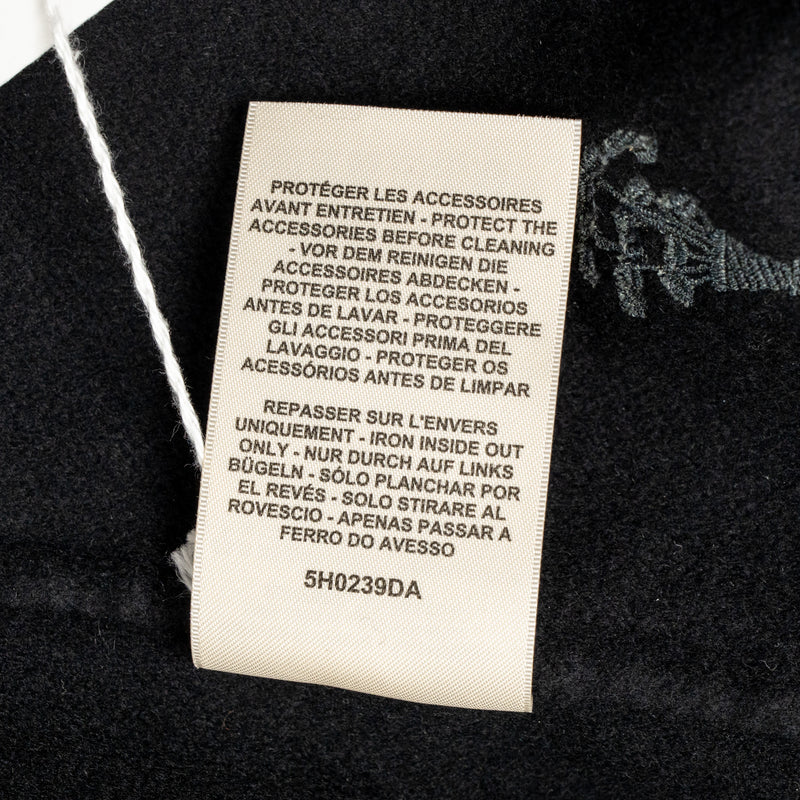 PROTÉGER LES ACCESSOIRES
AVANT ENTRETIEN - PROTECT THE
ACCESSORIES BEFORE CLEANING
- VOR DEM REINIGEN DIE
ACCESSOIRES ABDECKEN -
PROTEGER LOS ACCESORIOS
ANTES DE LAVAR - PROTEGGERE
GLI ACCESSORI PRIMA DEL
LAVAGGIO - PROTEGER OS
ACESSÓRIOS ANTES DE LIMPAR
REPASSER SUR L'ENVERS
UNIQUEMENT - IRON INSIDE OUT
ONLY - NUR DURCH AUF LINKS
BÜGELN - SÓLO PLANCHAR POR
EL REVÉS - SOLO STIRARE AL
ROVESCIO - APENAS PASSAR A
FERRO DO AVESSO
5H0239DA